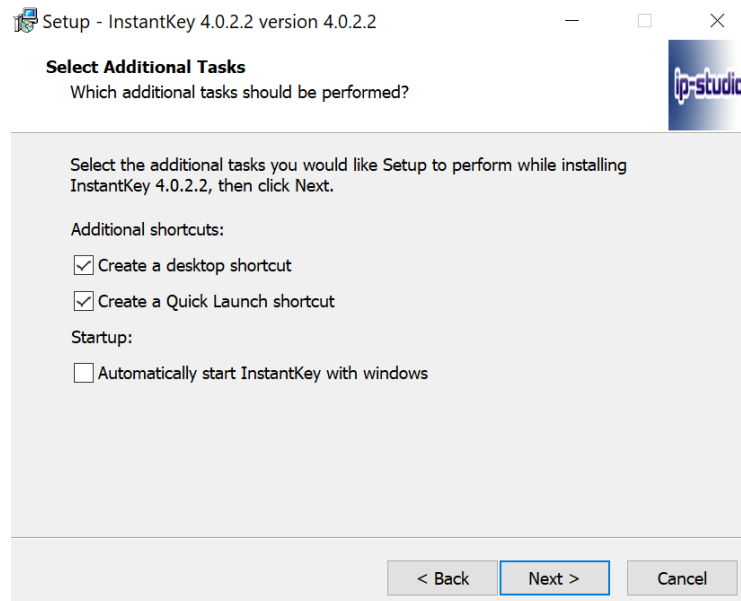 Setup - InstantKey 4.0.2.2 version 4.0.2.2
Select Additional Tasks
Which additional tasks should be performed?
ip-studio
Select the additional tasks you would like Setup to perform while installing
InstantKey 4.0.2.2, then click Next.
Additional shortcuts:
Create a desktop shortcut
Create a Quick Launch shortcut
Startup:
Automatically start InstantKey with windows
< Back
Next >
Cancel